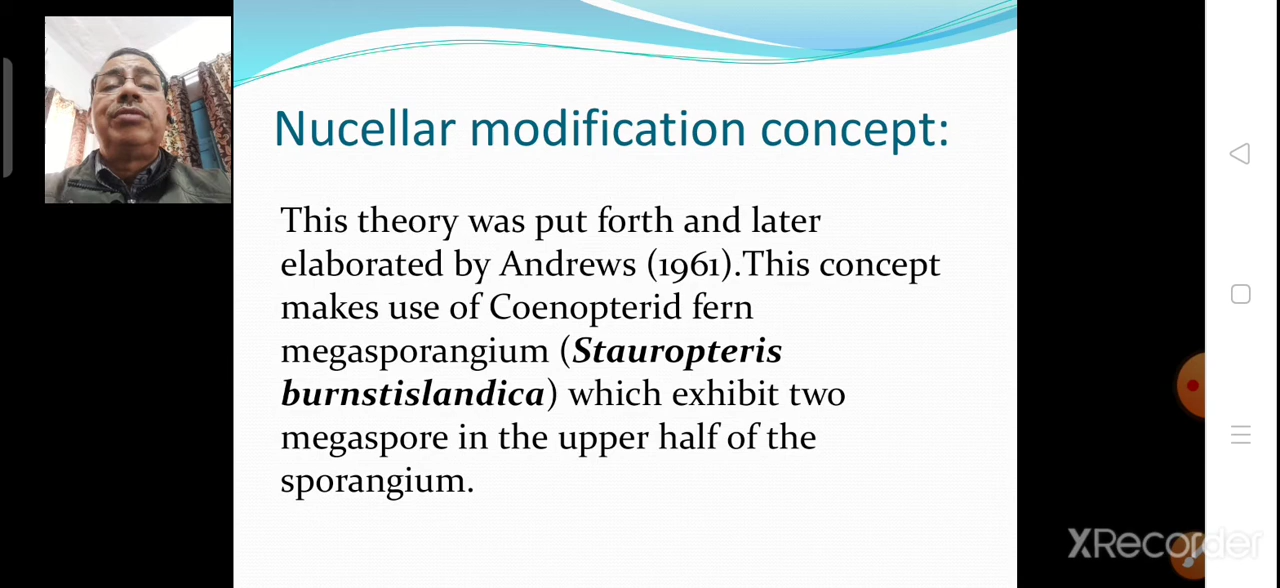 Nucellar modification concept:
This theory was put forth and later
elaborated by Andrews (1961).This concept
makes use of Coenopterid fern
megasporangium (Stauropteris
burnstislandica) which exhibit two
megaspore in the upper half of the
sporangium.
XRecorder